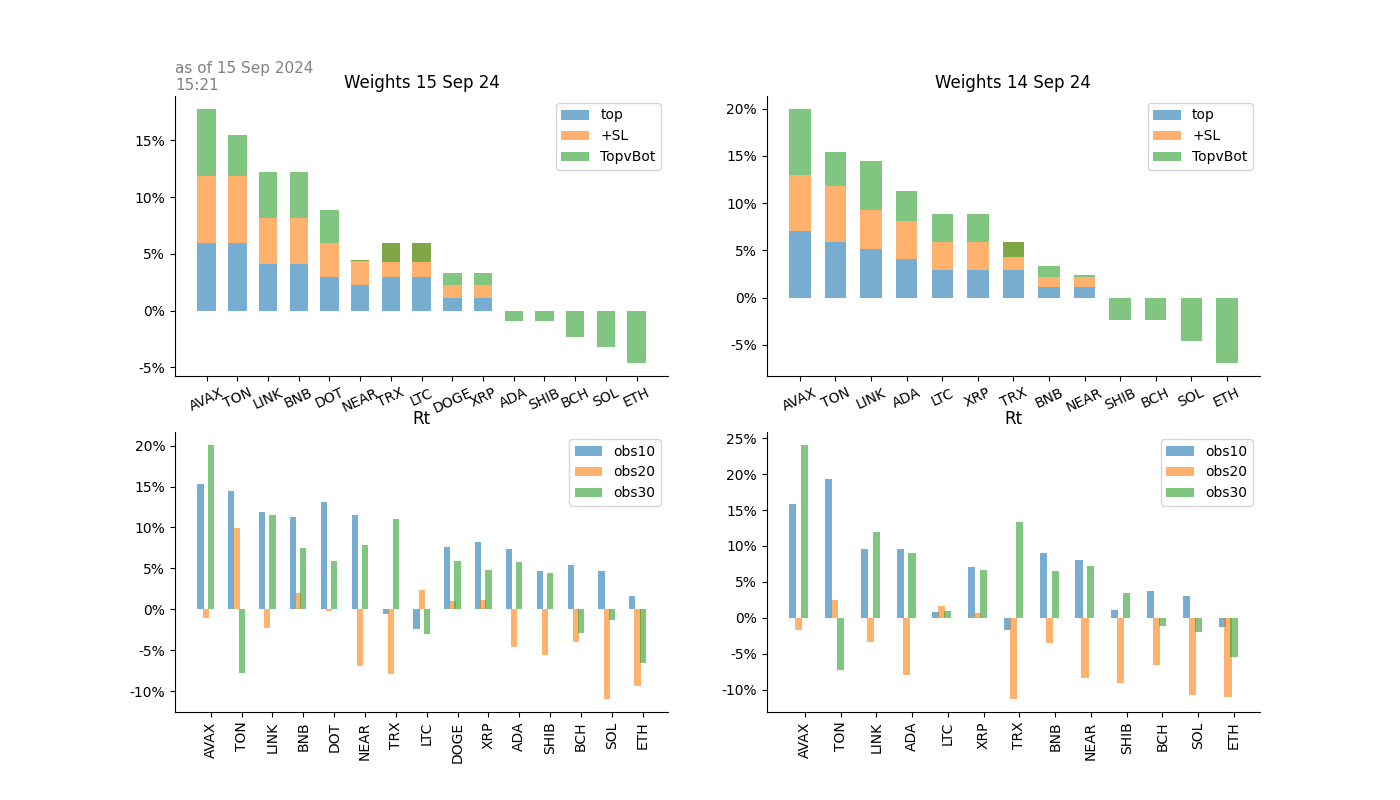 as of 15 Sep 2024
15:21
Weights 15 Sep 24
15%
10%
5%
0%
-5%
top
+SL
TopvBot
AVAX TON LINK BNB DOT NEAR TRX LTC DOGE XRP ADA SHIB BCH SOL ETH
Weights 14 Sep 24
20%
15%
10%
5%
0%
-5%
top
+SL
TopvBot
AVAX TON LINK ADA LTC XRP TRX BNB NEAR SHIB BCH SOL ETH
Rt
20%
15%
10%
5%
0%
-5%
-10%
obs10
obs20
obs30
AVAX TON LINK BNB DOT NEAR TRX LTC DOGE XRP ADA SHIB BCH SOL ETH
Rt
25%
20%
15%
10%
5%
0%
-5%
-10%
obs10
obs20
obs30
AVAX TON LINK ADA LTC XRP TRX BNB NEAR SHIB BCH SOL ETH